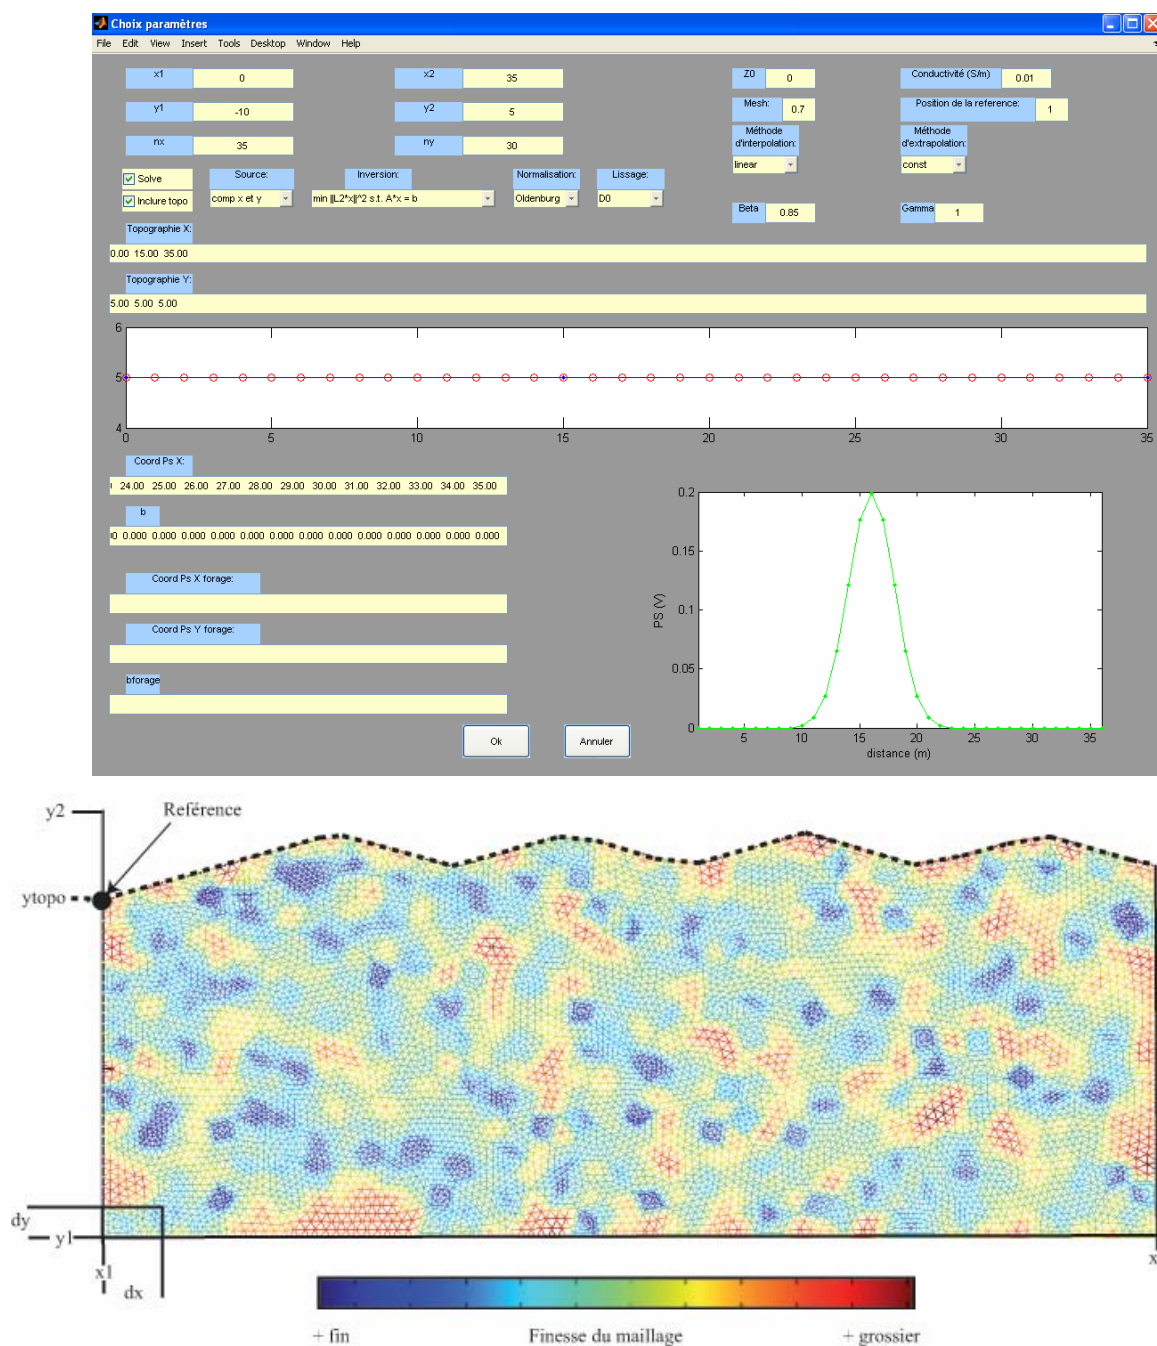 Choix paramètres
File Edit View Insert Tools Desktop Window Help
x1 0 x2 35 Z0 0 Conductivité (S/m) 0.01
y1 -10 y2 5 Mesh: 0.7 Position de la reference: 1
nx 35 ny 30 Méthode d'interpolation: Méthode d'extrapolation:
linear const
Solve Source: Inversion: Normalisation: Lissage:
Inclure topo comp x et y min ||L2*x||^2 s.t. A*x = b Oldenburg D0
Beta 0.85 Gamma 1
Topographie X:
0.00 15.00 35.00
Topographie Y:
5.00 5.00 5.00
6
5
4
0 5 10 15 20 25 30 35
Coord Ps X:
24.00 25.00 26.00 27.00 28.00 29.00 30.00 31.00 32.00 33.00 34.00 35.00
b
0.000 0.000 0.000 0.000 0.000 0.000 0.000 0.000 0.000 0.000 0.000 0.000
Coord Ps X forage:
Coord Ps Y forage:
bforage
Ok Annuler
0.2
0.15
0.1
0.05
0
PS (V)
5 10 15 20 25 30 35
distance (m)
y2 Reférence
ytopo
dy
y1
x1 x
dx
+ fin Finesse du maillage + grossier